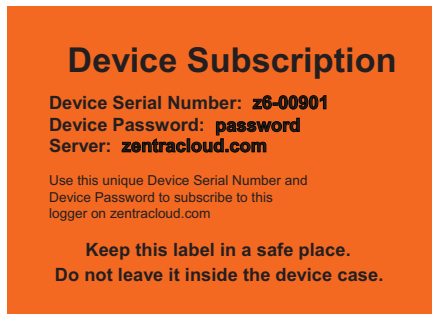 Device Subscription
Device Serial Number: z6-00901
Device Password: password
Server: zentracloud.com
Use this unique Device Serial Number and
Device Password to subscribe to this
logger on zentracloud.com
Keep this label in a safe place.
Do not leave it inside the device case.